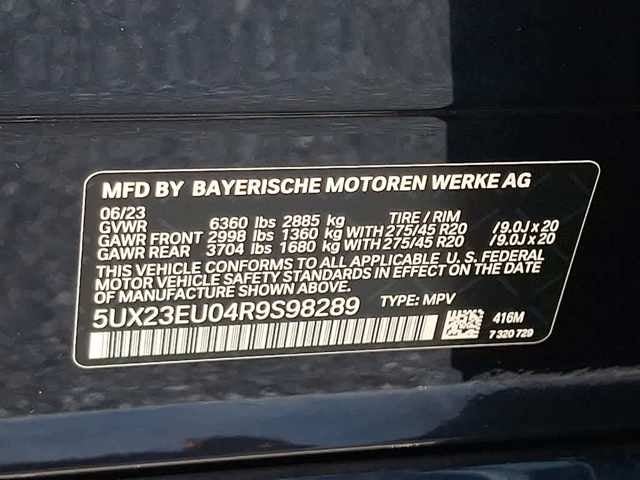 MFD BY BAYERISCHE MOTOREN WERKE AG
06/23
GVWR 6360 lbs 2885 kg TIRE / RIM
GAWR FRONT 2998 lbs 1360 kg WITH 275/45 R20 / 9.0J x 20
GAWR REAR 3704 lbs 1680 kg WITH 275/45 R20 / 9.0J x 20
THIS VEHICLE CONFORMS TO ALL APPLICABLE U. S. FEDERAL
MOTOR VEHICLE SAFETY STANDARDS IN EFFECT ON THE DATE
OF MANUFACTURE SHOWN ABOVE.
5UX23EU04R9S98289 TYPE: MPV
416M
7 320 729